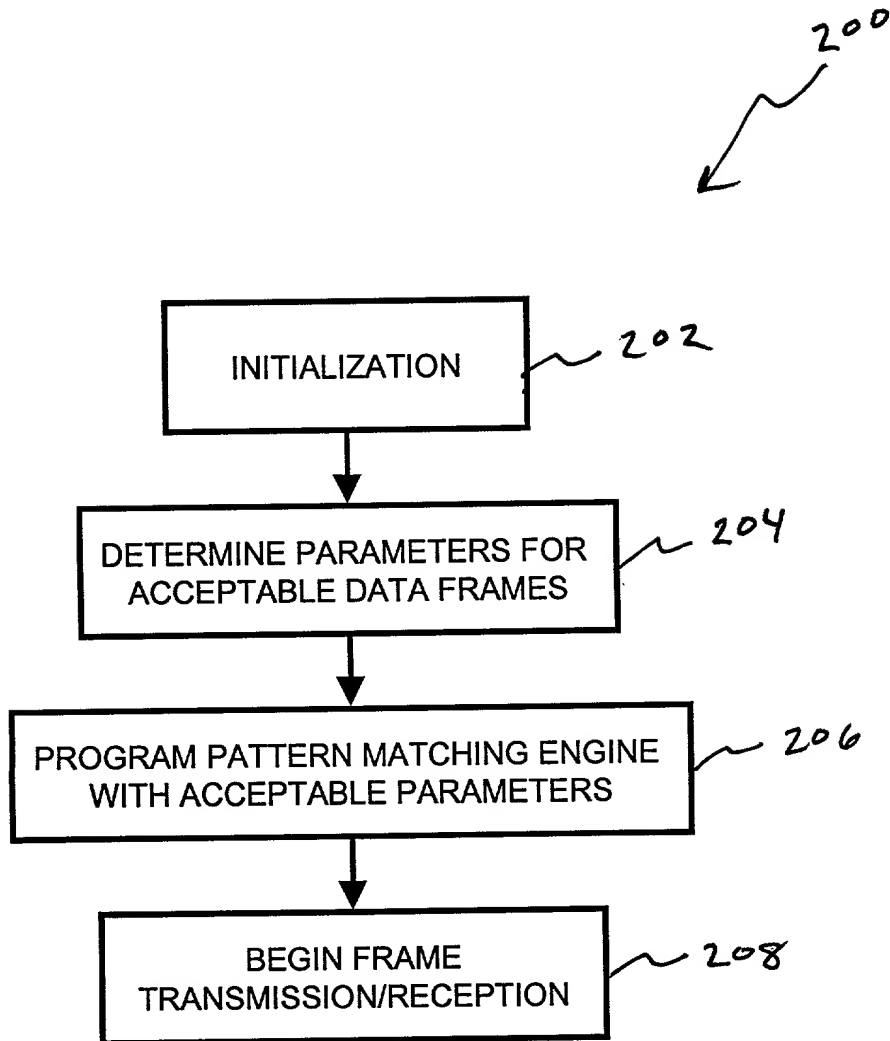 200
INITIALIZATION
202
DETERMINE PARAMETERS FOR
ACCEPTABLE DATA FRAMES
204
PROGRAM PATTERN MATCHING ENGINE
WITH ACCEPTABLE PARAMETERS
206
BEGIN FRAME
TRANSMISSION/RECEPTION
208